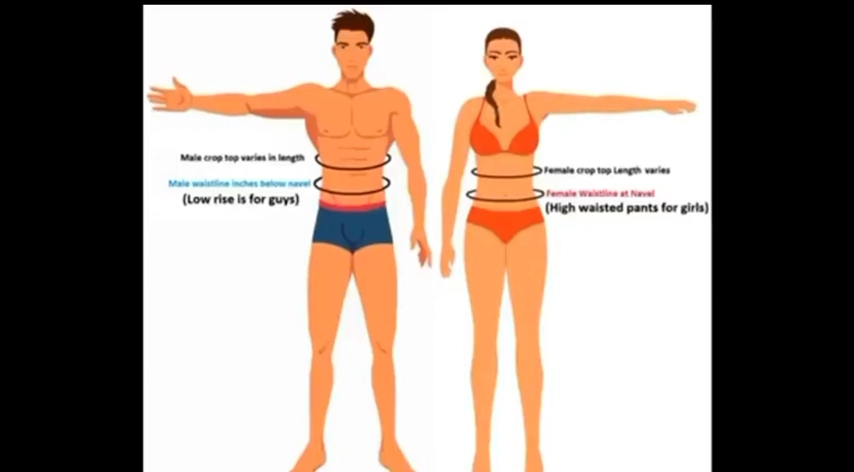 Male crop top varies in length
Male waistline inches below navel
(Low rise is for guys)
Female crop top Length varies
Female Waistline at Navel
(High waisted pants for girls)